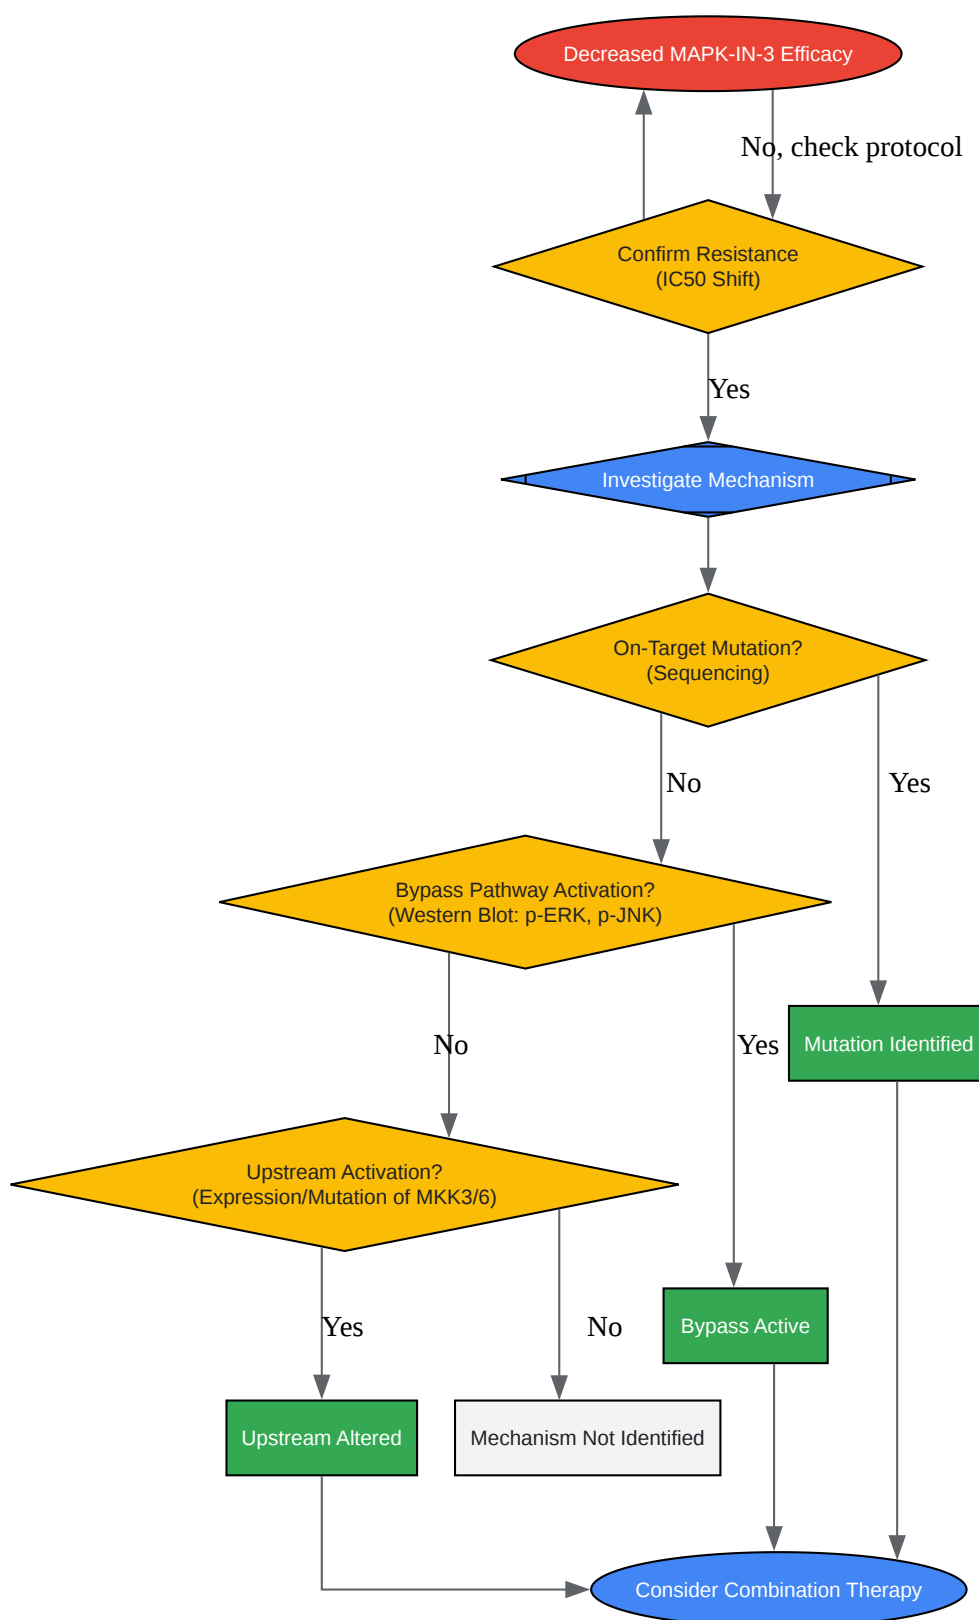 Decreased MAPK-IN-3 Efficacy
No, check protocol
Confirm Resistance
(IC50 Shift)
Yes
Investigate Mechanism
On-Target Mutation?
(Sequencing)
No
Yes
Bypass Pathway Activation?
(Western Blot: p-ERK, p-JNK)
No
Yes
Mutation Identified
Upstream Activation?
(Expression/Mutation of MKK3/6)
Yes
No
Bypass Active
Upstream Altered
Mechanism Not Identified
Consider Combination Therapy